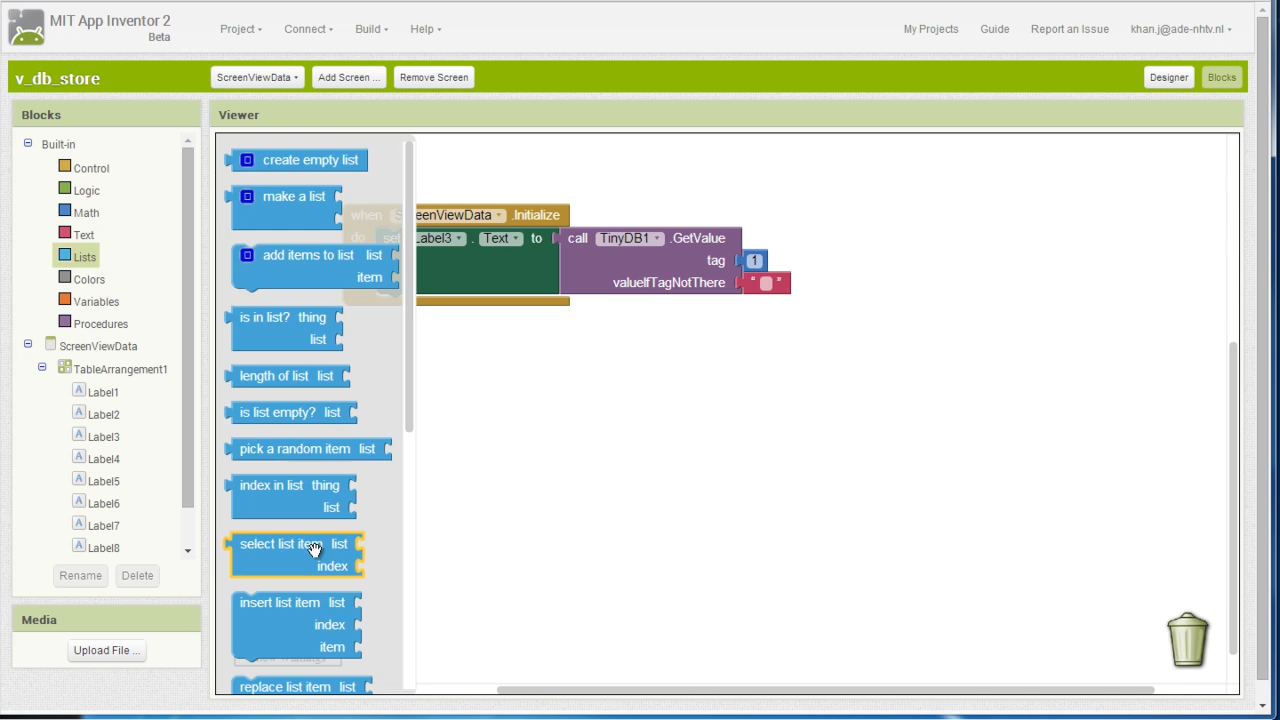 MIT App Inventor 2
Beta
Project Connect Build Help
My Projects Guide Report an Issue khan.j@ade-nhtv.nl
v_db_store
ScreenViewData Add Screen ... Remove Screen
Designer Blocks
Blocks
Built-in
Control
Logic
Math
Text
Lists
Colors
Variables
Procedures
ScreenViewData
TableArrangement1
Label1
Label2
Label3
Label4
Label5
Label6
Label7
Label8
Rename Delete
Media
Upload File ...
Viewer
create empty list
make a list
add items to list list
item
is in list? thing
list
length of list list
is list empty? list
pick a random item list
index in list thing
list
select list item list
index
insert list item list
index
item
replace list item list
when ScreenViewData .Initialize
do set Label3 . Text to call TinyDB1 .GetValue
tag 1
valueIfTagNotThere " "